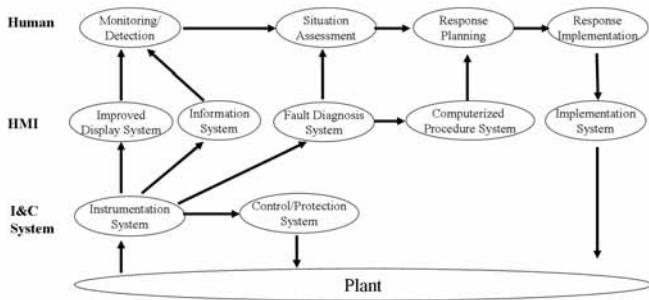 Human
Monitoring/
Detection
Situation
Assessment
Response
Planning
Response
Implementation
HMI
Improved
Display System
Information
System
Fault Diagnosis
System
Computerized
Procedure System
Implementation
System
I&C
System
Instrumentation
System
Control/Protection
System
Plant